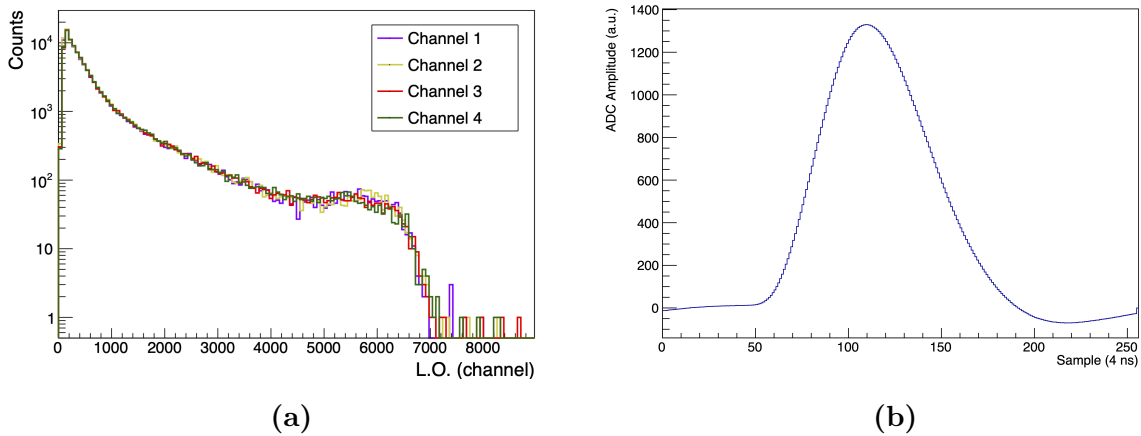 Counts
10⁴
10³
10²
10
1
Channel 1
Channel 2
Channel 3
Channel 4
0 1000 2000 3000 4000 5000 6000 7000 8000
L.O. (channel)
(a)
ADC Amplitude (a.u.)
1400
1200
1000
800
600
400
200
0
0 50 100 150 200 250
Sample (4 ns)
(b)